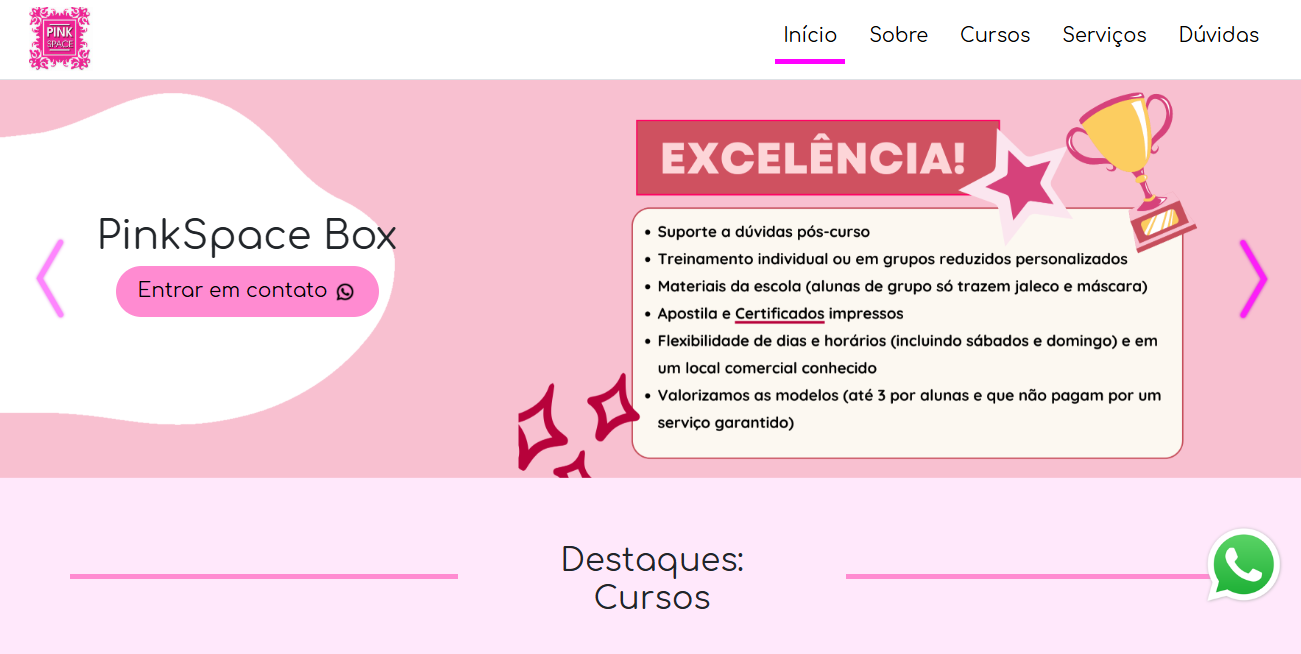 PINK
SPACE
Início Sobre Cursos Serviços Dúvidas
PinkSpace Box
Entrar em contato
EXCELÊNCIA!
• Suporte a dúvidas pós-curso
• Treinamento individual ou em grupos reduzidos personalizados
• Materiais da escola (alunas de grupo só trazem jaleco e máscara)
• Apostila e Certificados impressos
• Flexibilidade de dias e horários (incluindo sábados e domingo) e em
um local comercial conhecido
• Valorizamos as modelos (até 3 por alunas e que não pagam por um
serviço garantido)
Destaques:
Cursos